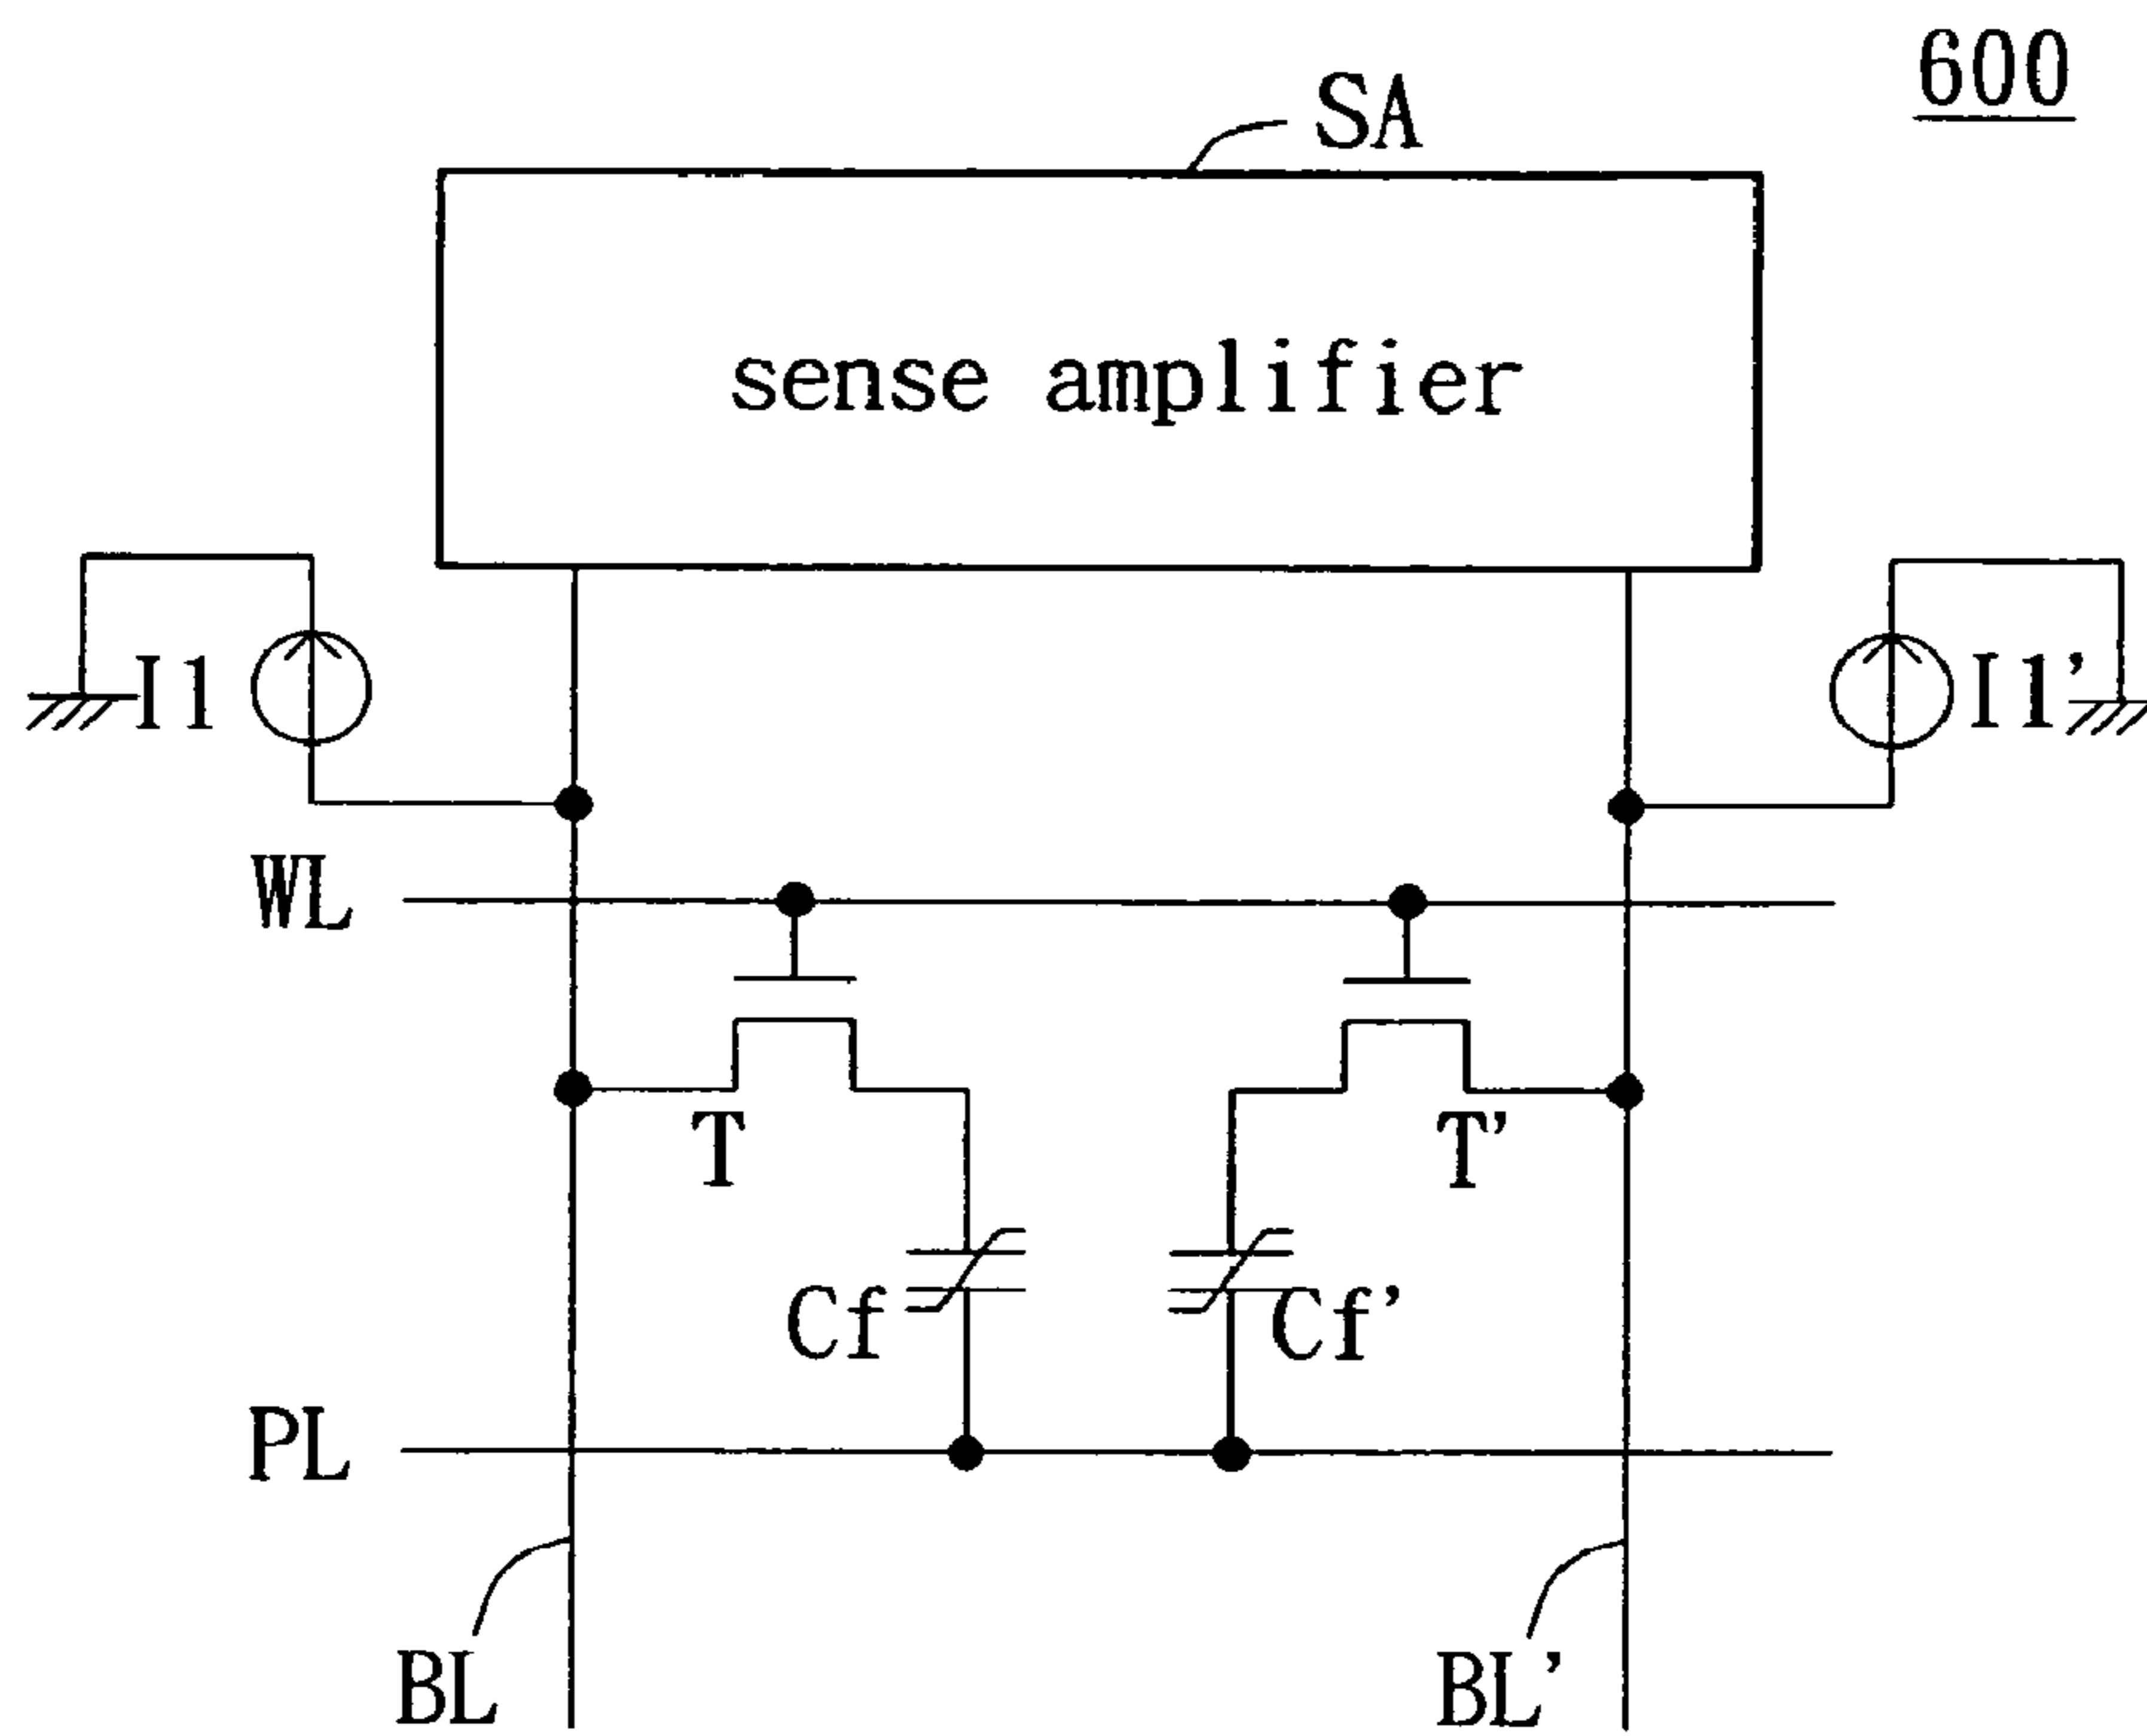 600
SA
sense amplifier
I1
I1'
WL
T
T'
Cf
Cf'
PL
BL
BL'